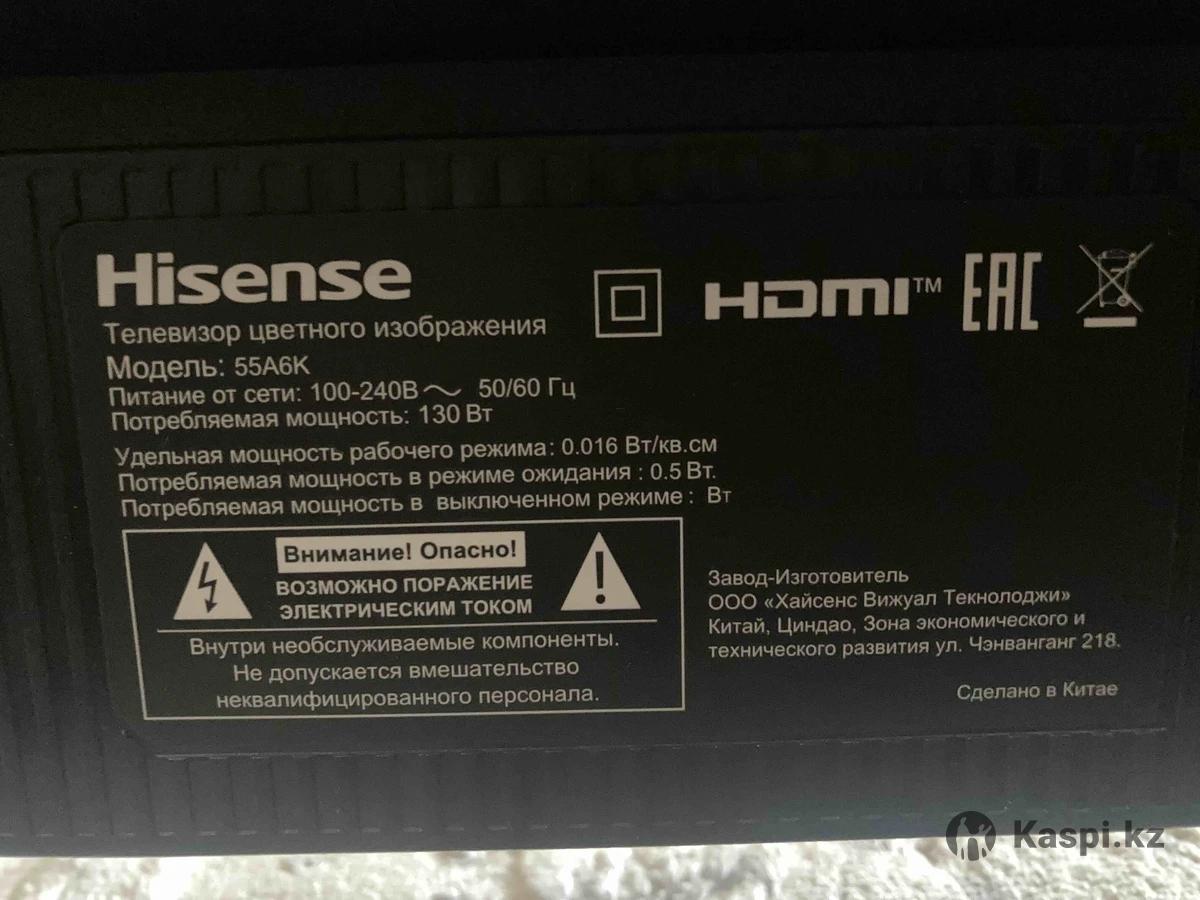 Hisense
HDMI™
EAC
Телевизор цветного изображения
Модель: 55A6K
Питание от сети: 100-240В～ 50/60 Гц
Потребляемая мощность: 130 Вт
Удельная мощность рабочего режима: 0.016 Вт/кв.см
Потребляемая мощность в режиме ожидания : 0.5 Вт.
Потребляемая мощность в выключенном режиме : Вт
Внимание! Опасно!
ВОЗМОЖНО ПОРАЖЕНИЕ
ЭЛЕКТРИЧЕСКИМ ТОКОМ
Внутри необслуживаемые компоненты.
Не допускается вмешательство
неквалифицированного персонала.
Завод-Изготовитель
ООО «Хайсенс Вижуал Текнолоджи»
Китай, Циндао, Зона экономического и
технического развития ул. Чэнванганг 218.
Сделано в Китае
Kaspi.kz